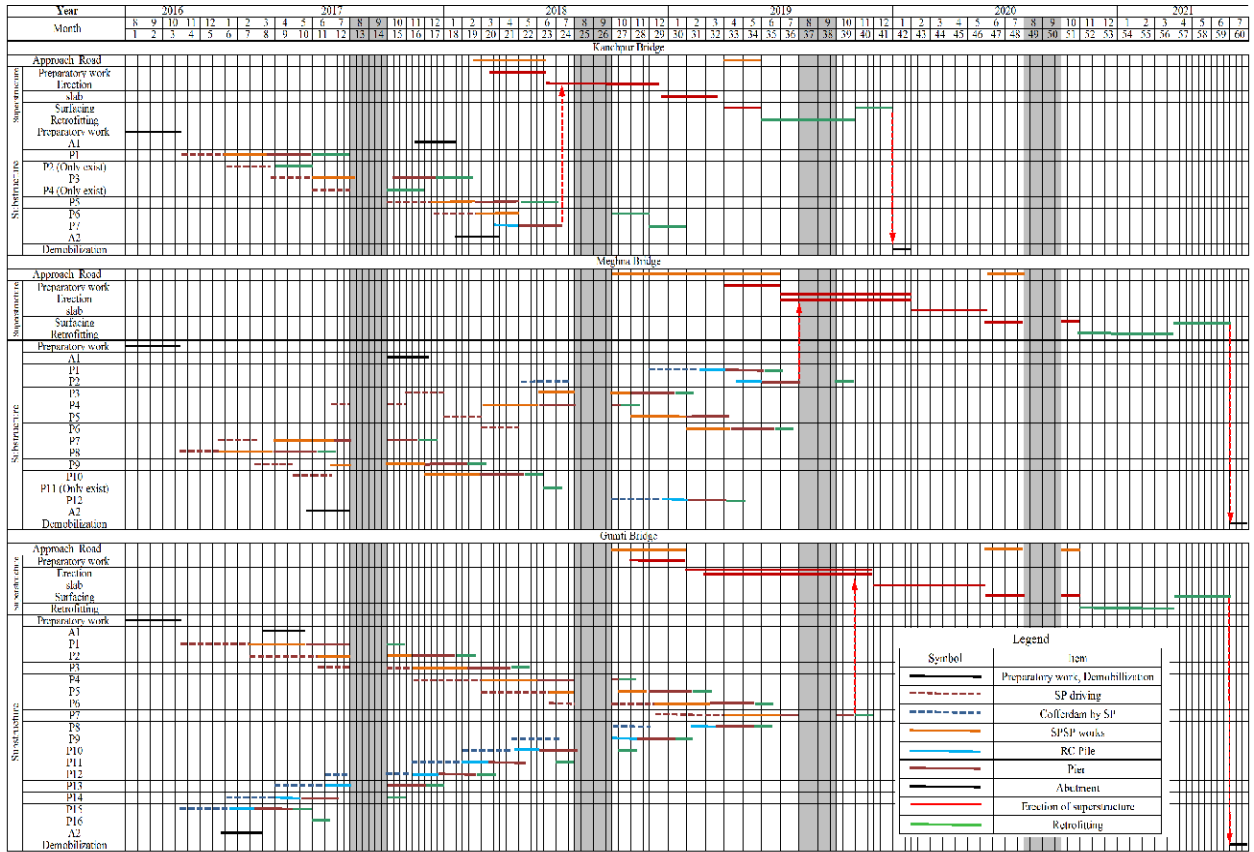 Year 2016 2017 2018 2019 2020 2021
Month 8 9 10 11 12 1 2 3 4 5 6 7 8 9 10 11 12 1 2 3 4 5 6 7 8 9 10 11 12 1 2 3 4 5 6 7 8 9 10 11 12 1 2 3 4 5 6 7 8 9 10 11 12 1 2 3 4 5 6 7
1 2 3 4 5 6 7 8 9 10 11 12 13 14 15 16 17 18 19 20 21 22 23 24 25 26 27 28 29 30 31 32 33 34 35 36 37 38 39 40 41 42 43 44 45 46 47 48 49 50 51 52 53 54 55 56 57 58 59 60
Kanchpur Bridge
Approach Road
Superstructure
Preparatory work
Erection
slab
Surfacing
Retrofitting
Substructure
Preparatory work
A1
P1
P2 (Only exist)
P3
P4 (Only exist)
P5
P6
P7
A2
Demobilization
Meghna Bridge
Approach Road
Superstructure
Preparatory work
Erection
slab
Surfacing
Retrofitting
Substructure
Preparatory work
A1
P1
P2
P3
P4
P5
P6
P7
P8
P9
P10
P11 (Only exist)
P12
A2
Demobilization
Gumti Bridge
Approach Road
Superstructure
Preparatory work
Erection
slab
Surfacing
Retrofitting
Substructure
Preparatory work
A1
P1
P2
P3
P4
P5
P6
P7
P8
P9
P10
P11
P12
P13
P14
P15
P16
A2
Demobilization
Legend
Symbol Item
Preparatory work, Demobilization
SP driving
Cofferdam by SP
SPSP works
RC Pile
Pier
Abutment
Erection of superstructure
Retrofitting